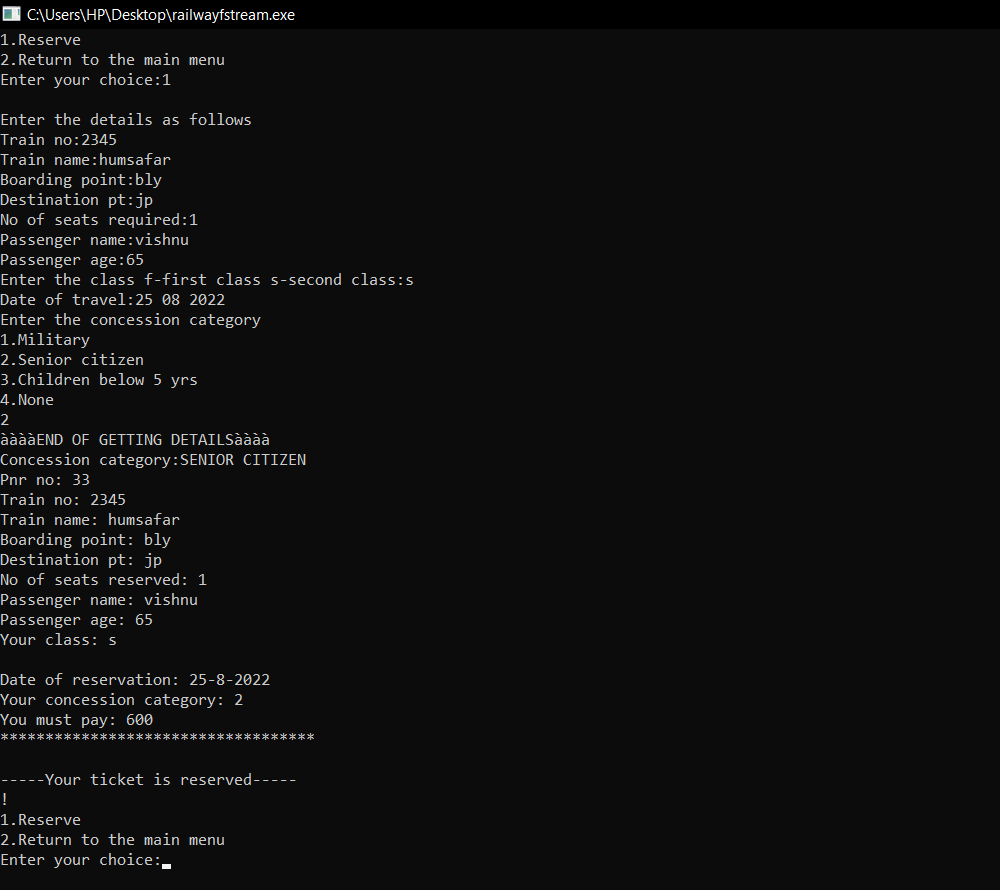 C:\Users\HP\Desktop\railwayfstream.exe
1.Reserve
2.Return to the main menu
Enter your choice:1
Enter the details as follows
Train no:2345
Train name:humsafar
Boarding point:bly
Destination pt:jp
No of seats required:1
Passenger name:vishnu
Passenger age:65
Enter the class f-first class s-second class:s
Date of travel:25 08 2022
Enter the concession category
1.Military
2.Senior citizen
3.Children below 5 yrs
4.None
2
ààààEND OF GETTING DETAILSàààà
Concession category:SENIOR CITIZEN
Pnr no: 33
Train no: 2345
Train name: humsafar
Boarding point: bly
Destination pt: jp
No of seats reserved: 1
Passenger name: vishnu
Passenger age: 65
Your class: s
Date of reservation: 25-8-2022
Your concession category: 2
You must pay: 600
***********************************
-----Your ticket is reserved-----
!
1.Reserve
2.Return to the main menu
Enter your choice: